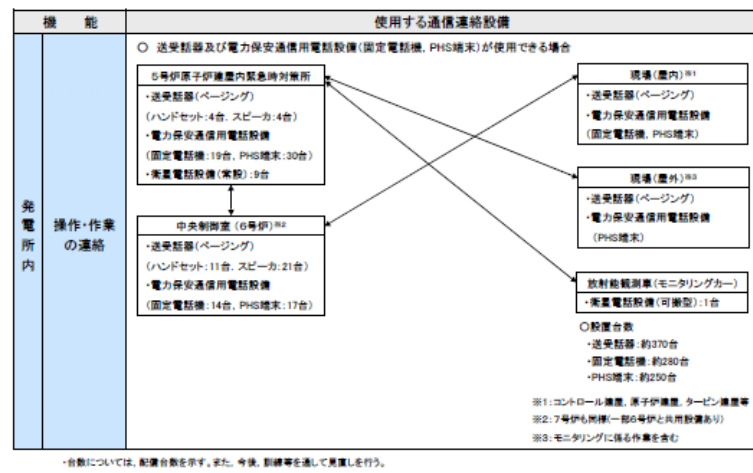 機　能
使用する通信連絡設備
発電所内
操作・作業
の連絡
○ 送受話器及び電力保安通信用電話設備(固定電話機, PHS端末)が使用できる場合
5号炉原子炉建屋内緊急時対策所
・送受話器(ページング)
(ハンドセット:4台, スピーカ:4台)
・電力保安通信用電話設備
(固定電話機:19台, PHS端末:30台)
・衛星電話設備(常設):9台
中央制御室(6号炉)※2
・送受話器(ページング)
(ハンドセット:11台, スピーカ:21台)
・電力保安通信用電話設備
(固定電話機:14台, PHS端末:17台)
現場(屋内)※1
・送受話器(ページング)
・電力保安通信用電話設備
(固定電話機, PHS端末)
現場(屋外)※3
・送受話器(ページング)
・電力保安通信用電話設備
(PHS端末)
放射能観測車(モニタリングカー)
・衛星電話設備(可搬型):1台
○設置台数
・送受話器:約370台
・固定電話機:約280台
・PHS端末:約250台
※1:コントロール建屋, 原子炉建屋, タービン建屋等
※2:7号炉も同様(一部6号炉と共用設備あり)
※3:モニタリングに係る作業を含む
・台数については, 配備台数を示す。また, 今後, 訓練等を通して見直しを行う。